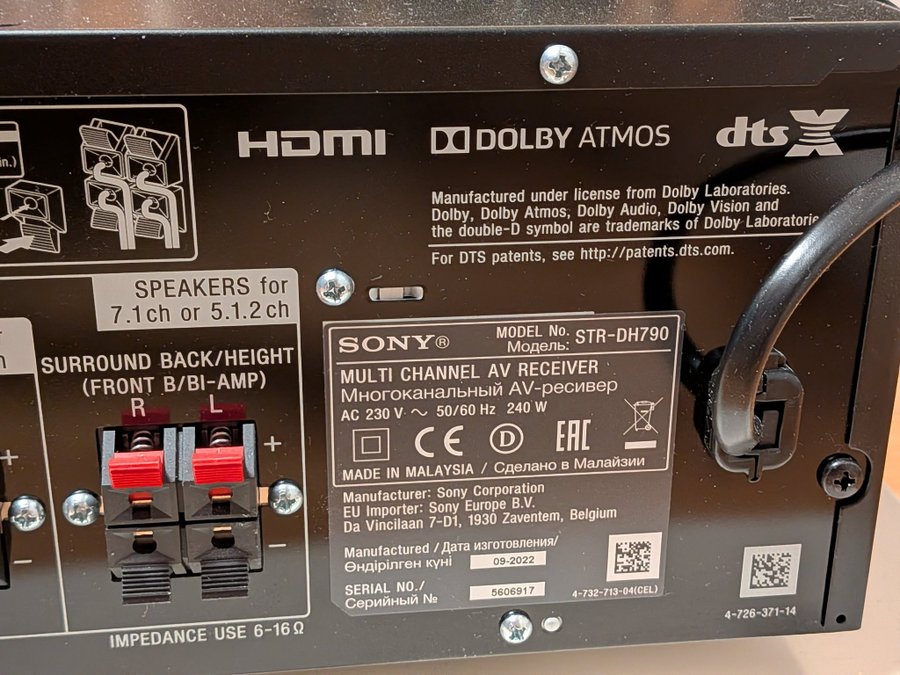 in.)
HDMI
DOLBY ATMOS
dts X
Manufactured under license from Dolby Laboratories.
Dolby, Dolby Atmos, Dolby Audio, Dolby Vision and
the double-D symbol are trademarks of Dolby Laboratorie
For DTS patents, see http://patents.dts.com.
SPEAKERS for
7.1ch or 5.1.2ch
SURROUND BACK/HEIGHT
(FRONT B/BI-AMP)
R L
+
+
–
–
IMPEDANCE USE 6-16Ω
SONY®
MODEL No.
Модель: STR-DH790
MULTI CHANNEL AV RECEIVER
Многоканальный AV-ресивер
AC 230 V ~ 50/60 Hz 240 W
CE D EAC
MADE IN MALAYSIA / Сделано в Малайзии
Manufacturer: Sony Corporation
EU Importer: Sony Europe B.V.
Da Vincilaan 7-D1, 1930 Zaventem, Belgium
Manufactured /Дата изготовления/
Өндірілген күні 09-2022
SERIAL NO./
Серийный № 5606917
4-732-713-04(CEL)
4-726-371-14